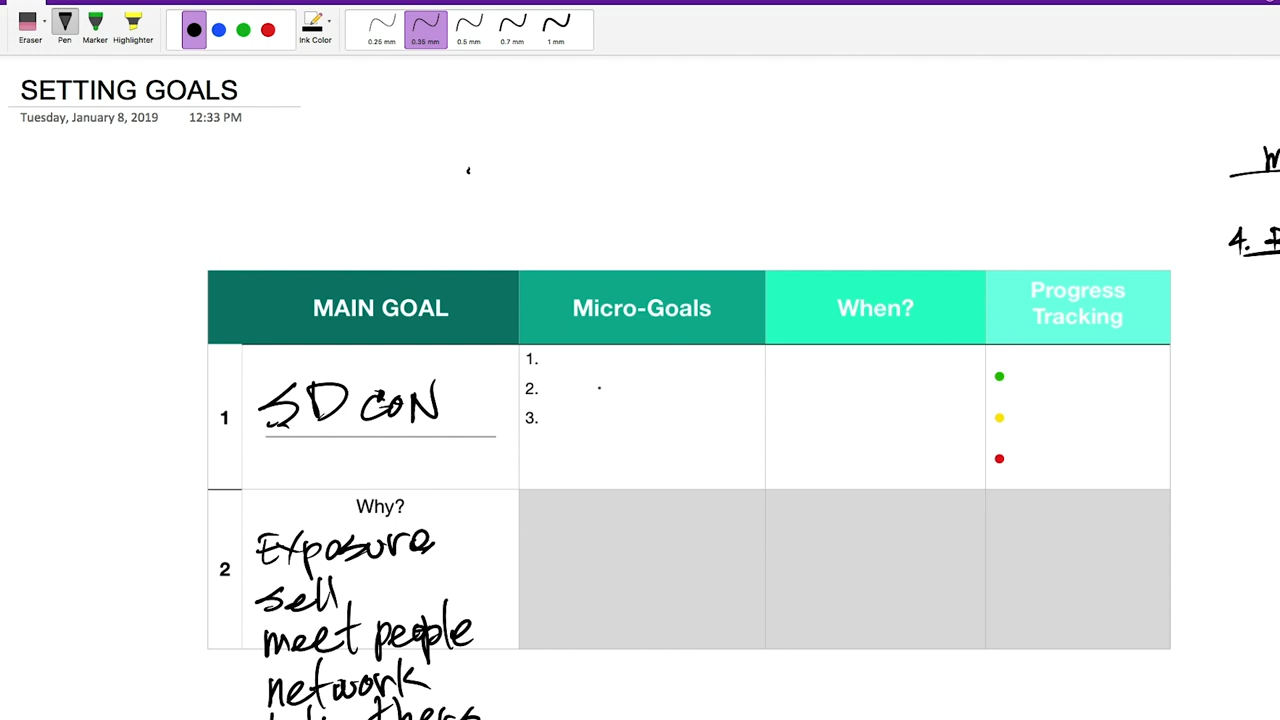 Eraser Pen Marker Highlighter Ink Color 0.25 mm 0.35 mm 0.5 mm 0.7 mm 1 mm
SETTING GOALS
Tuesday, January 8, 2019 12:33 PM
4.
MAIN GOAL Micro-Goals When? Progress Tracking
1.
2.
3.
1 SD CON
Why?
Exposure
2
sell
meet people
network